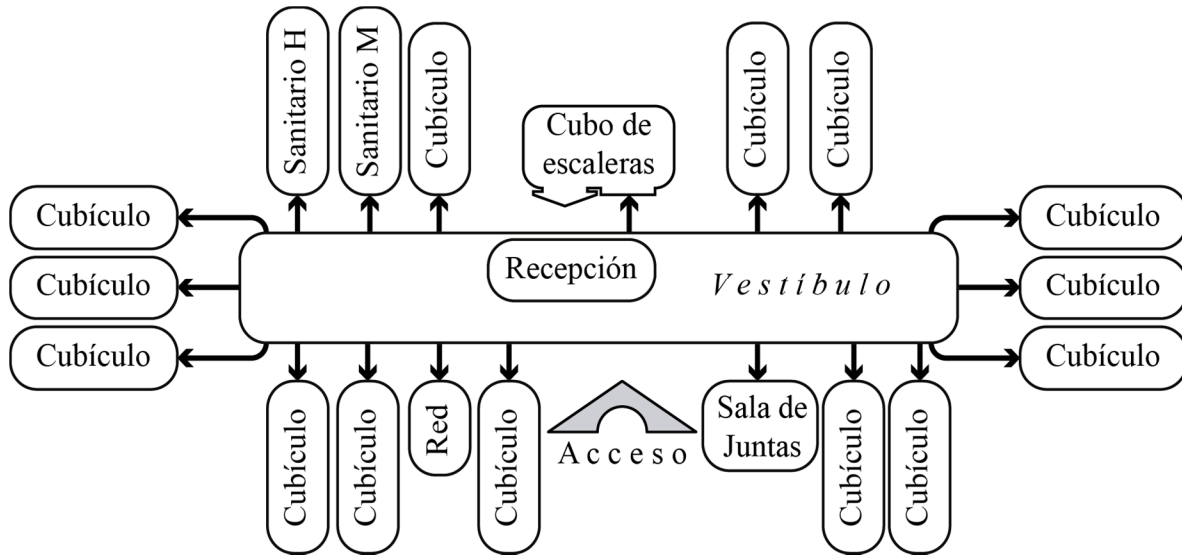 Sanitario H
Sanitario M
Cubículo
Cubo de
escaleras
Cubículo
Cubículo
Cubículo
Cubículo
Cubículo
Recepción
Vestíbulo
Cubículo
Cubículo
Cubículo
Cubículo
Cubículo
Red
Cubículo
Acceso
Sala de
Juntas
Cubículo
Cubículo